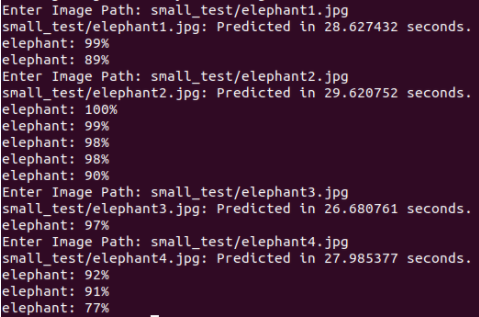 Enter Image Path: small_test/elephant1.jpg
small_test/elephant1.jpg: Predicted in 28.627432 seconds.
elephant: 99%
elephant: 89%
Enter Image Path: small_test/elephant2.jpg
small_test/elephant2.jpg: Predicted in 29.620752 seconds.
elephant: 100%
elephant: 99%
elephant: 98%
elephant: 98%
elephant: 90%
Enter Image Path: small_test/elephant3.jpg
small_test/elephant3.jpg: Predicted in 26.680761 seconds.
elephant: 97%
Enter Image Path: small_test/elephant4.jpg
small_test/elephant4.jpg: Predicted in 27.985377 seconds.
elephant: 92%
elephant: 91%
elephant: 77%